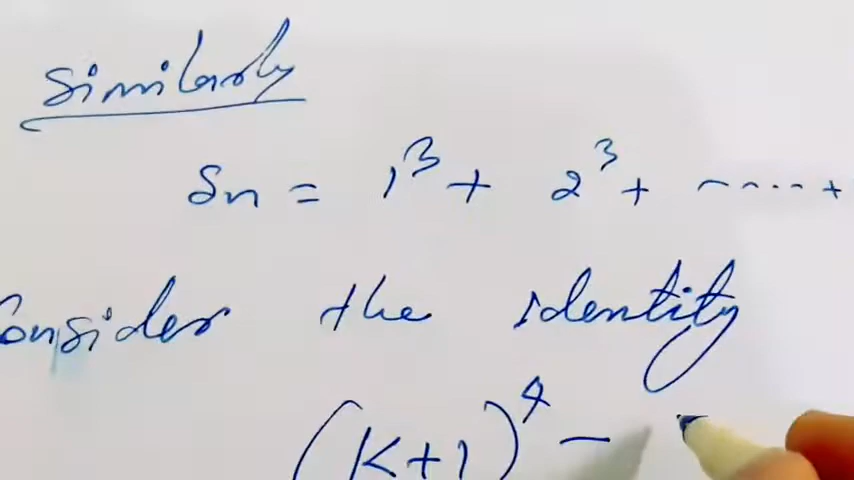 Similarly
Sn = 1³ + 2³ + ----- +
Consider the identity
(K+1)⁴ -